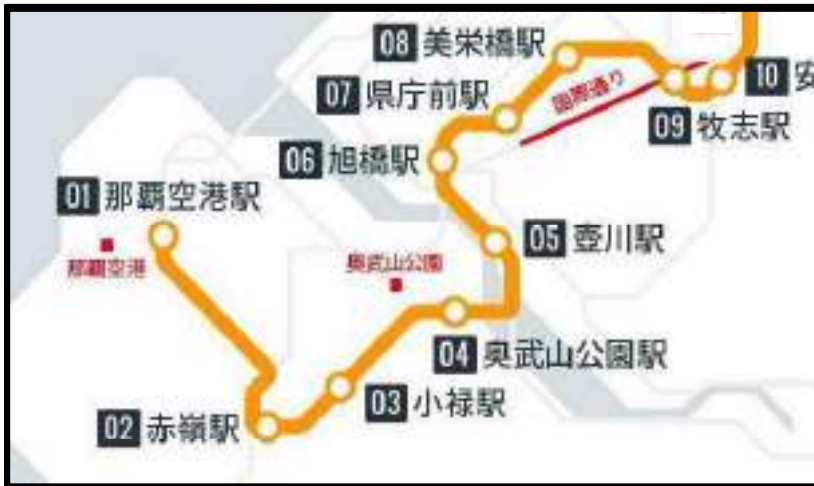 08 美栄橋駅
07 県庁前駅
国際通り
10 安
09 牧志駅
06 旭橋駅
01 那覇空港駅
那覇空港
05 壺川駅
奥武山公園
04 奥武山公園駅
03 小禄駅
02 赤嶺駅